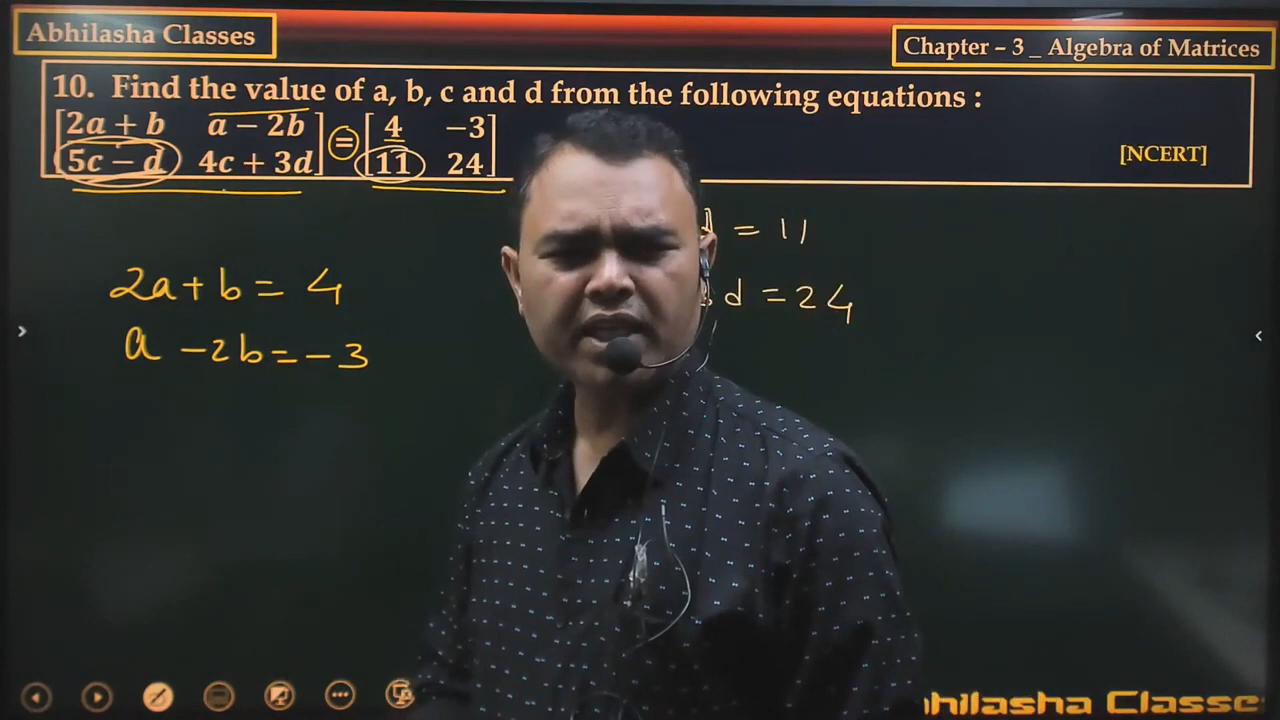 Abhilasha Classes
Chapter – 3 _ Algebra of Matrices
10. Find the value of a, b, c and d from the following equations :
[2a + b a − 2b] = [4 −3]
[5c − d 4c + 3d] [11 24]
[NCERT]
d = 11
2a + b = 4
d = 24
a − 2b = −3
hilasha Classe